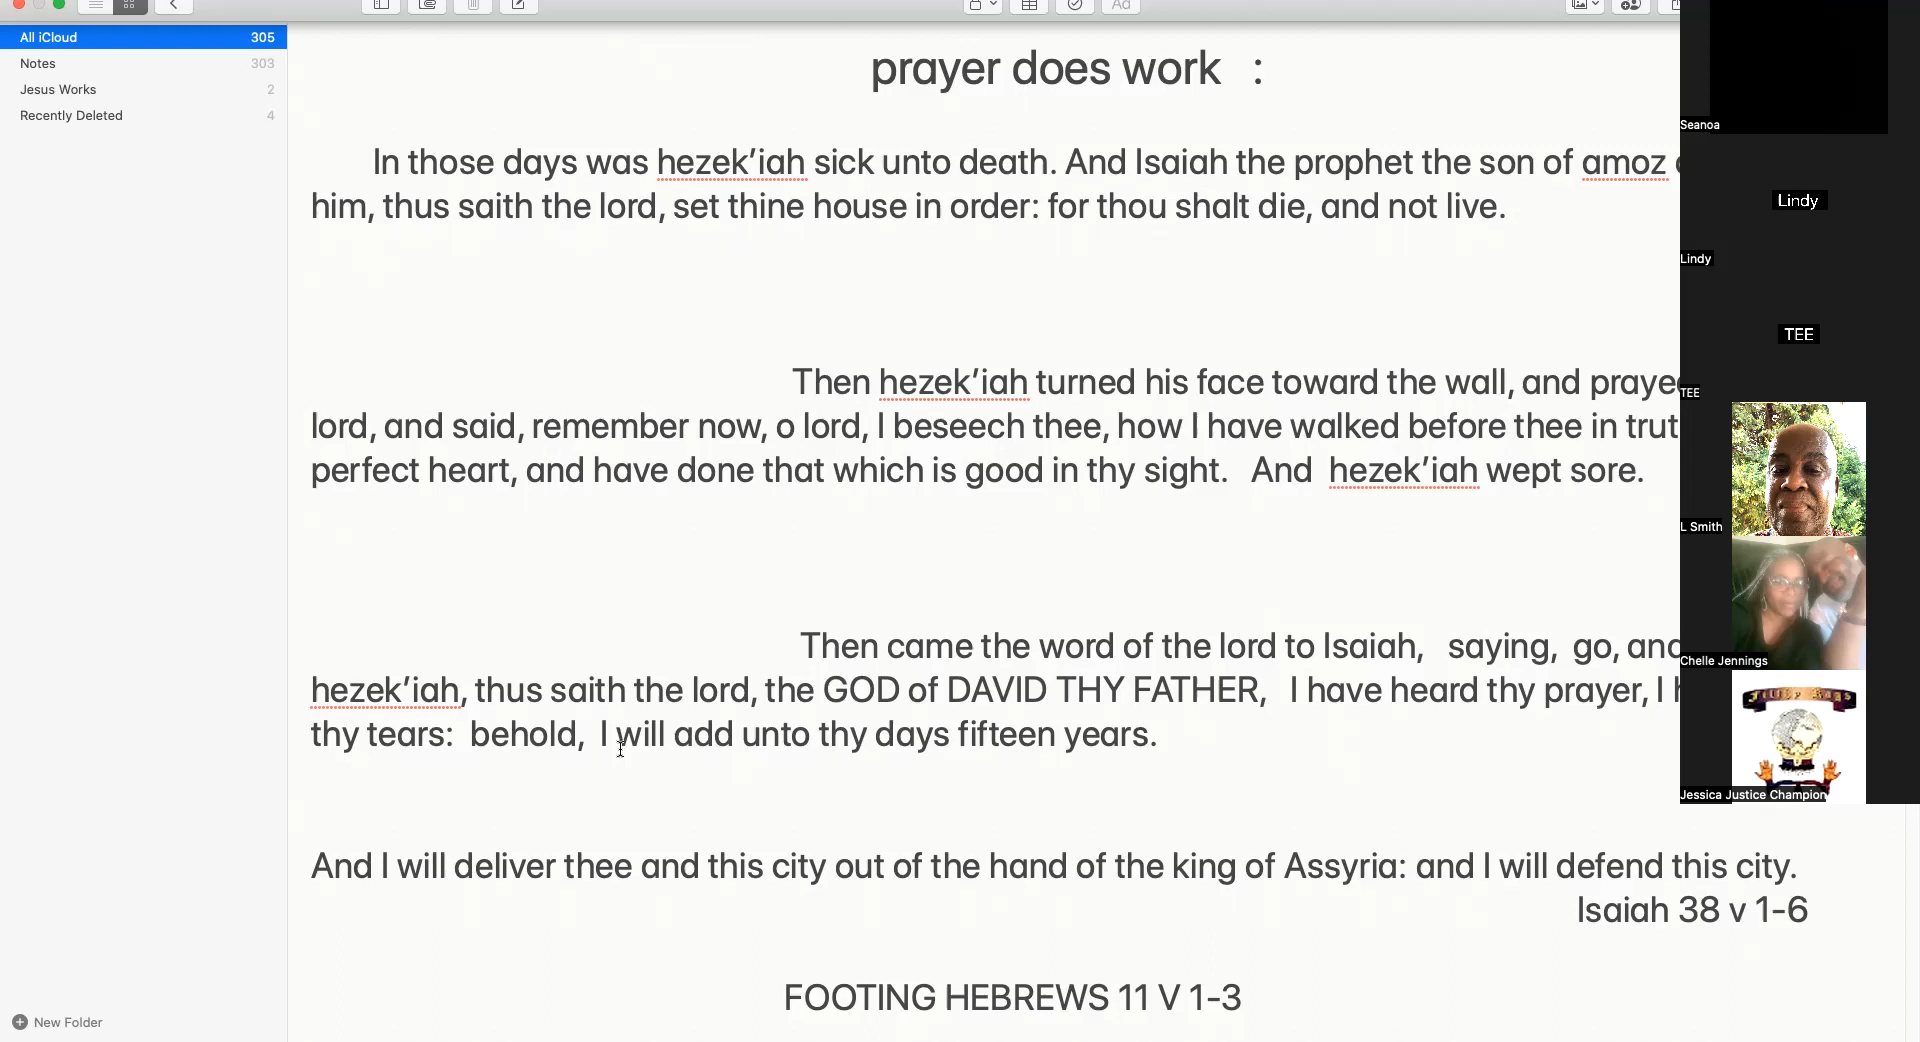 All iCloud 305
Notes 303
Jesus Works 2
Recently Deleted 4
New Folder
Aa
prayer does work :
In those days was hezek’iah sick unto death. And Isaiah the prophet the son of amoz
him, thus saith the lord, set thine house in order: for thou shalt die, and not live.
Then hezek’iah turned his face toward the wall, and
lord, and said, remember now, o lord, I beseech thee, how I have walked before thee in
perfect heart, and have done that which is good in thy sight. And hezek’iah wept sore.
Then came the word of the lord to Isaiah, saying, go,
hezek’iah, thus saith the lord, the GOD of DAVID THY FATHER, I have heard thy prayer, I
thy tears: behold, I will add unto thy days fifteen years.
And I will deliver thee and this city out of the hand of the king of Assyria: and I will defend this city.
Isaiah 38 v 1-6
FOOTING HEBREWS 11 V 1-3
Seanoa
Lindy
Lindy
TEE
TEE
L Smith
Chelle Jennings
Jessica Justice Champion